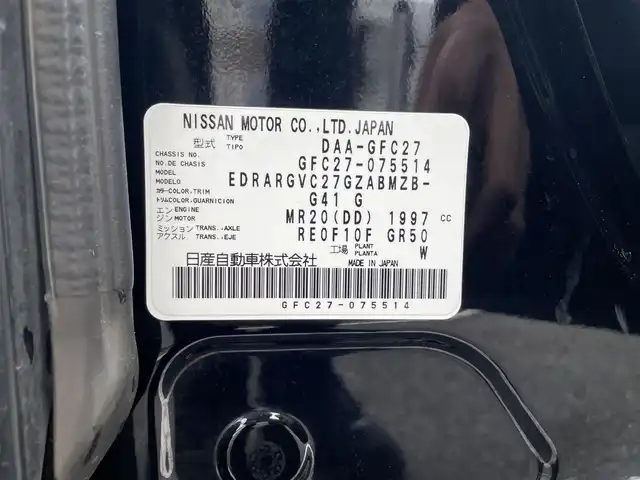 NISSAN MOTOR CO.,LTD.JAPAN
型式 TYPE TIPO DAA-GFC27
CHASSIS NO. NO.DE CHASIS GFC27-075514
MODEL MODELO EDRARGVC27GZABMZB-
カラー COLOR,TRIM トリム COLOR,GUARNICION G41 G
エンジン ENGINE MOTOR MR20(DD) 1997 CC
ミッション TRANS.,AXLE アクスル TRANS.,EJE RE0F10F GR50
工場 PLANT PLANTA W
日産自動車株式会社 MADE IN JAPAN
GFC27-075514